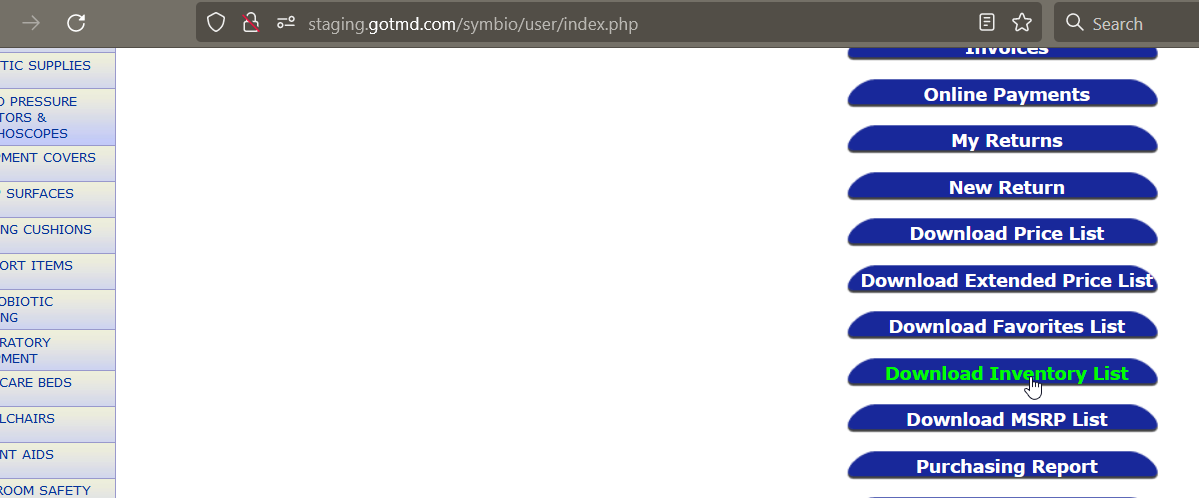 staging.gotmd.com/symbio/user/index.php
Search
TIC SUPPLIES
PRESSURE
TORS &
HOSCOPES
MENT COVERS
SURFACES
NG CUSHIONS
ORT ITEMS
OBIOTIC
NG
RATORY
MENT
CARE BEDS
LCHAIRS
NT AIDS
ROOM SAFETY
Invoices
Online Payments
My Returns
New Return
Download Price List
Download Extended Price List
Download Favorites List
Download Inventory List
Download MSRP List
Purchasing Report